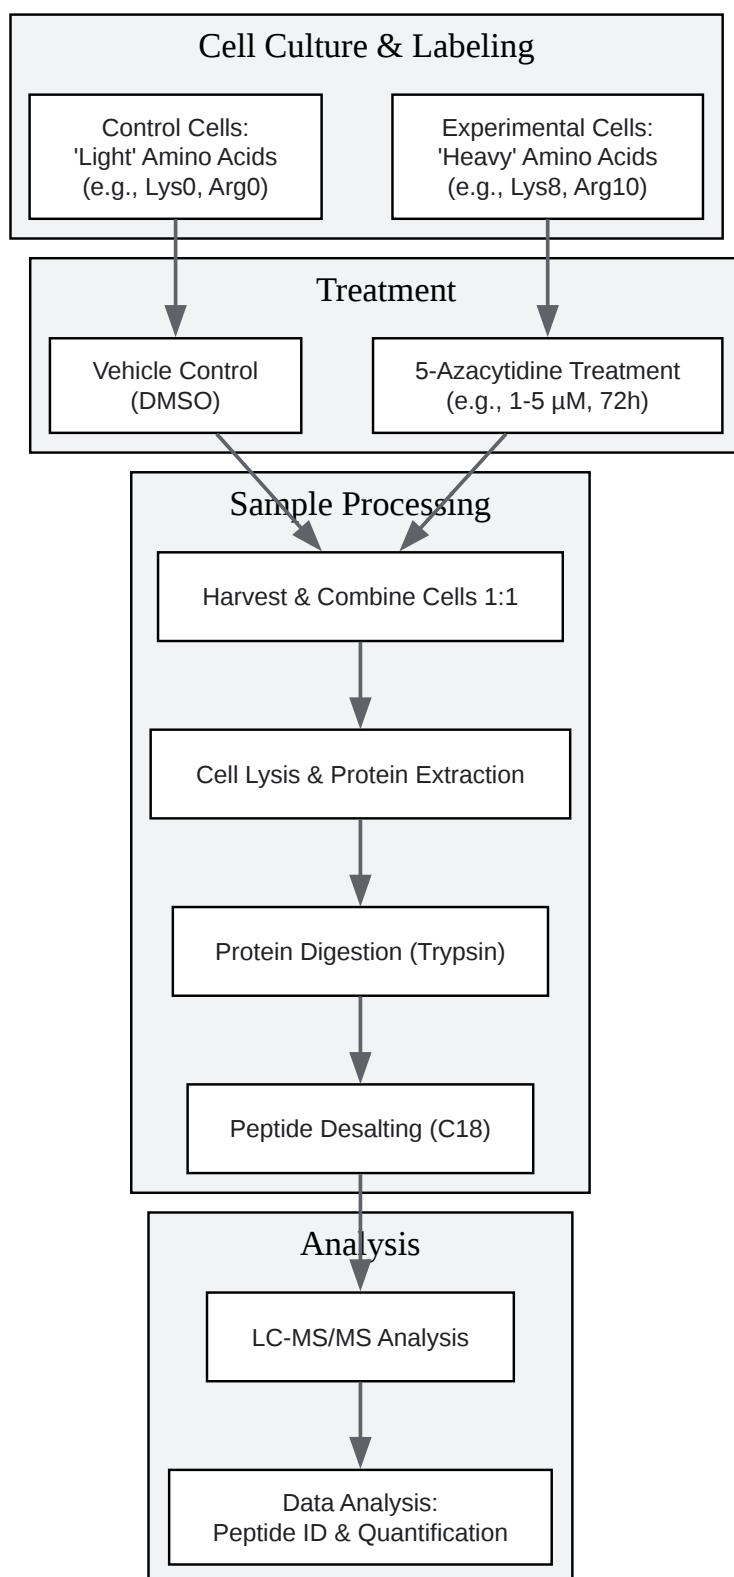 Cell Culture & Labeling
Control Cells:
'Light' Amino Acids
(e.g., Lys0, Arg0)
Experimental Cells:
'Heavy' Amino Acids
(e.g., Lys8, Arg10)
Treatment
Vehicle Control
(DMSO)
5-Azacytidine Treatment
(e.g., 1-5 µM, 72h)
Sample Processing
Harvest & Combine Cells 1:1
Cell Lysis & Protein Extraction
Protein Digestion (Trypsin)
Peptide Desalting (C18)
Analysis
LC-MS/MS Analysis
Data Analysis:
Peptide ID & Quantification